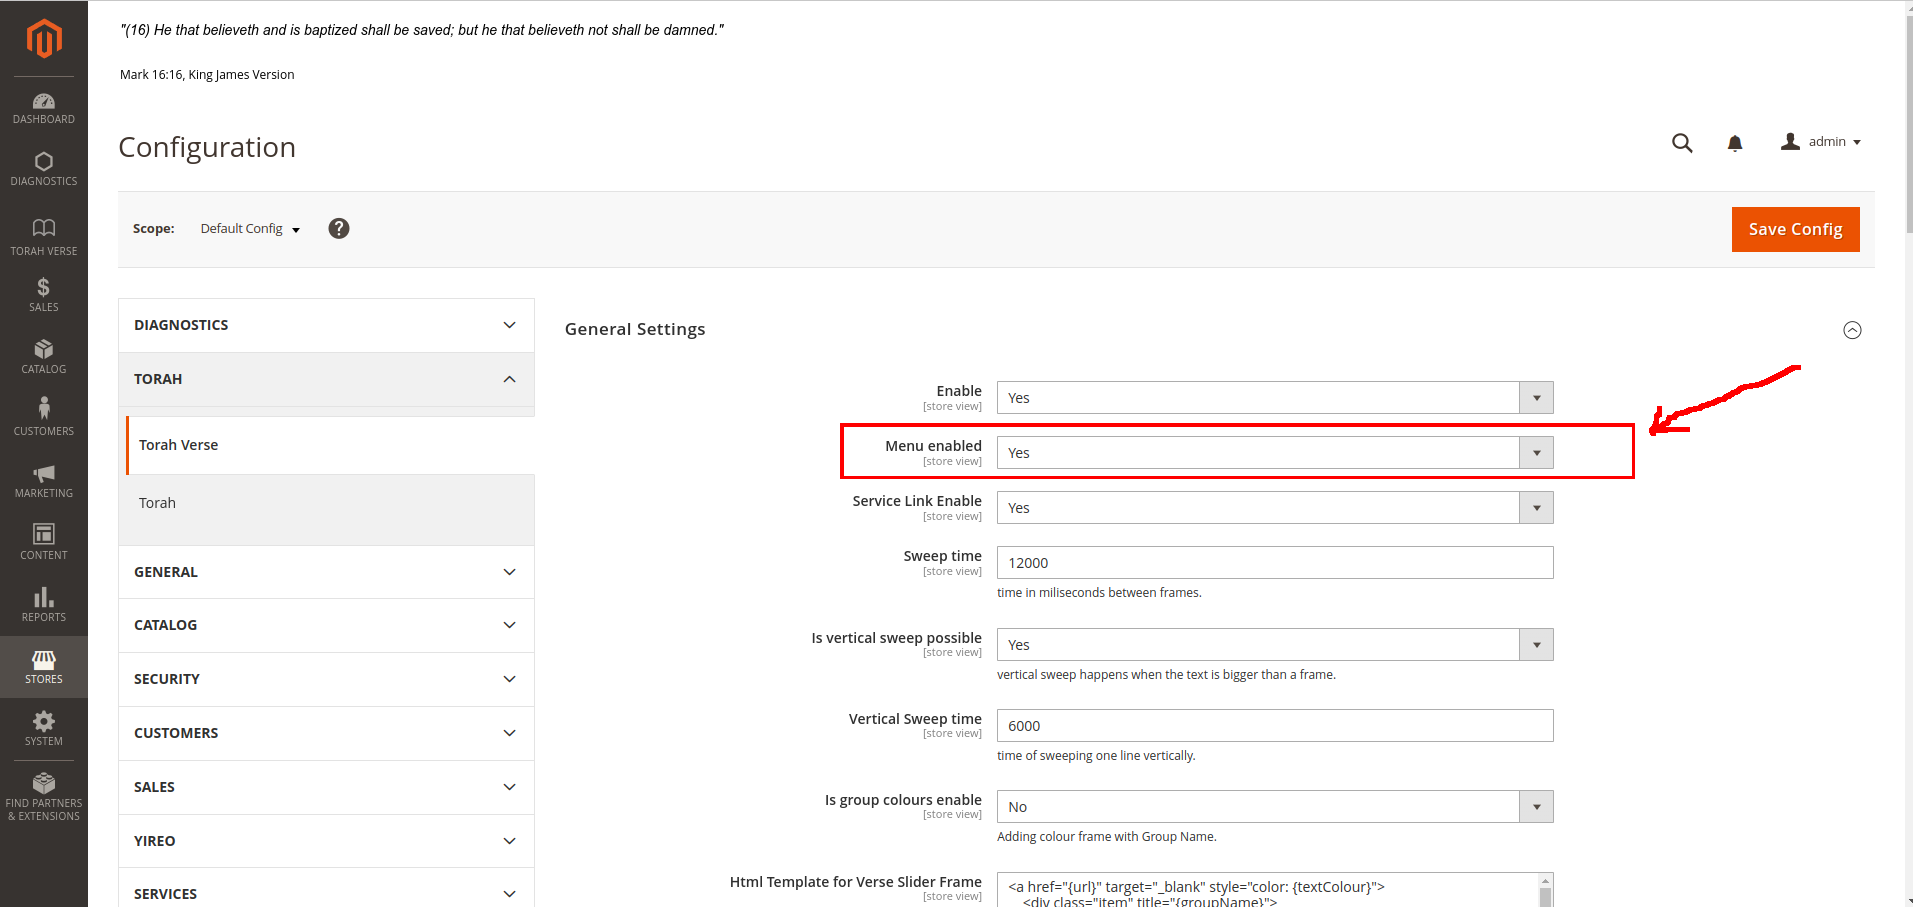 "(16) He that believeth and is baptized shall be saved; but he that believeth not shall be damned."
Mark 16:16, King James Version
DASHBOARD
DIAGNOSTICS
TORAH VERSE
SALES
CATALOG
CUSTOMERS
MARKETING
CONTENT
REPORTS
STORES
SYSTEM
FIND PARTNERS
& EXTENSIONS
Configuration
admin
Scope: Default Config ?
Save Config
DIAGNOSTICS
TORAH
Torah Verse
Torah
GENERAL
CATALOG
SECURITY
CUSTOMERS
SALES
YIREO
SERVICES
General Settings
Enable Yes
[store view]
Menu enabled Yes
[store view]
Service Link Enable Yes
[store view]
Sweep time 12000
[store view]
time in miliseconds between frames.
Is vertical sweep possible Yes
[store view]
vertical sweep happens when the text is bigger than a frame.
Vertical Sweep time 6000
[store view]
time of sweeping one line vertically.
Is group colours enable No
[store view]
Adding colour frame with Group Name.
Html Template for Verse Slider Frame <a href="{url}" target="_blank" style="color: {textColour}">
[store view] <div class="item" title="{groupName}">